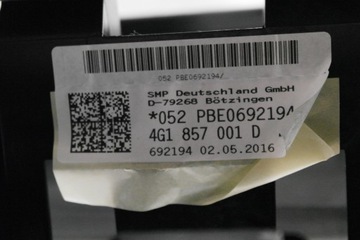 052 PBE0692194/
SMP Deutschland GmbH
D-79268 Bötzingen
*052 PBE0692194
4G1 857 001 D
692194 02.06.2016